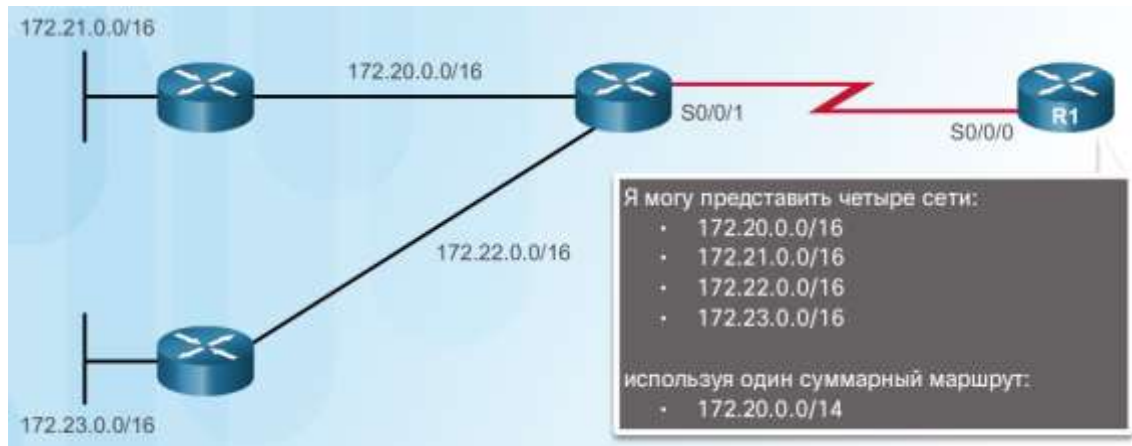 172.21.0.0/16
172.20.0.0/16
S0/0/1
S0/0/0
R1
172.22.0.0/16
172.23.0.0/16
Я могу представить четыре сети:
· 172.20.0.0/16
· 172.21.0.0/16
· 172.22.0.0/16
· 172.23.0.0/16
используя один суммарный маршрут:
· 172.20.0.0/14